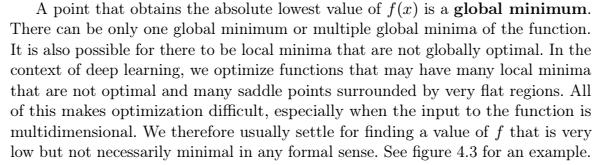 A point that obtains the absolute lowest value of f(x) is a global minimum.
There can be only one global minimum or multiple global minima of the function.
It is also possible for there to be local minima that are not globally optimal. In the
context of deep learning, we optimize functions that may have many local minima
that are not optimal and many saddle points surrounded by very flat regions. All
of this makes optimization difficult, especially when the input to the function is
multidimensional. We therefore usually settle for finding a value of f that is very
low but not necessarily minimal in any formal sense. See figure 4.3 for an example.